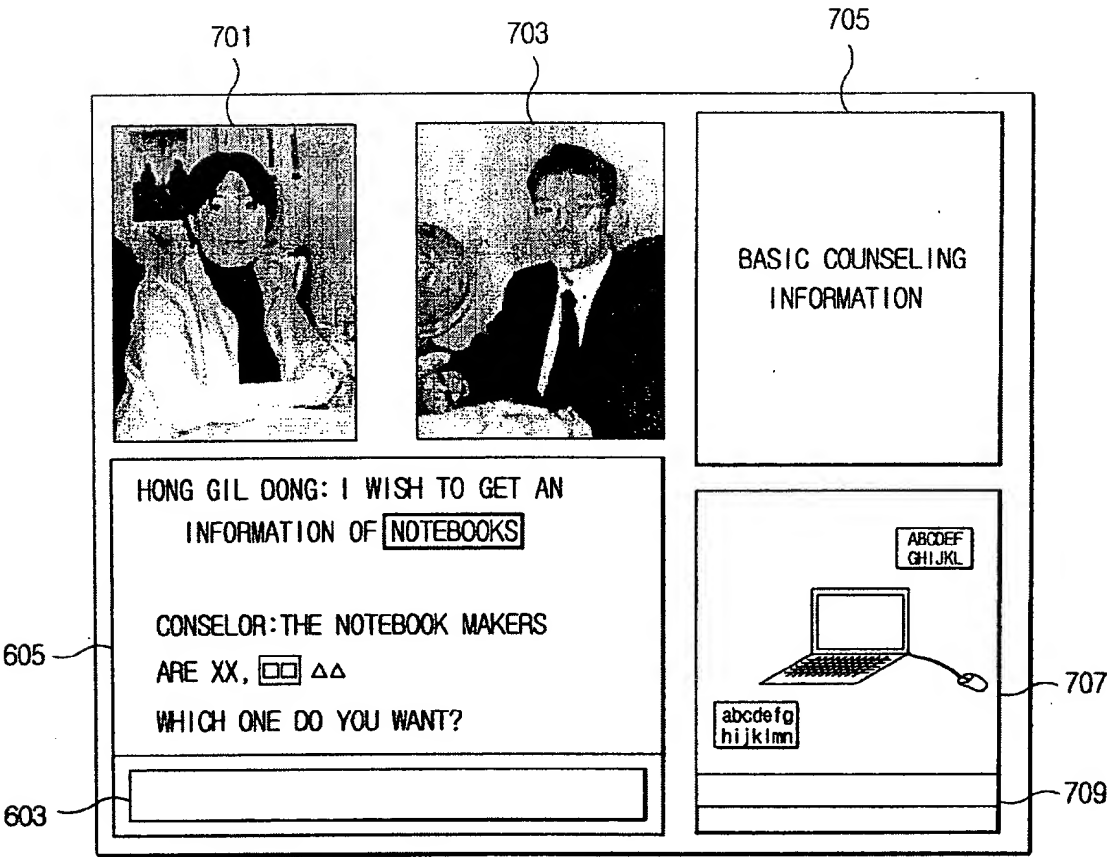 701
703
705
BASIC COUNSELING
INFORMATION
HONG GIL DONG: I WISH TO GET AN
INFORMATION OF NOTEBOOKS
CONSELOR:THE NOTEBOOK MAKERS
ARE XX, □□ △△
WHICH ONE DO YOU WANT?
605
603
ABCDEF
GHIJKL
abcdefg
hijklmn
707
709